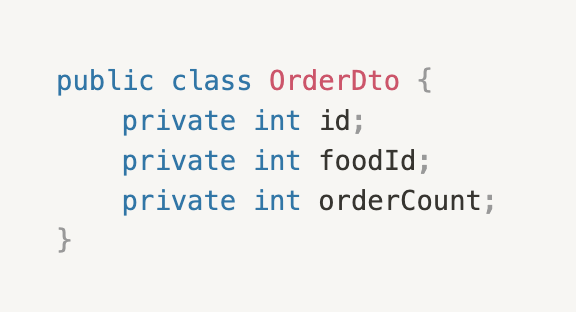 public class OrderDto {
    private int id;
    private int foodId;
    private int orderCount;
}